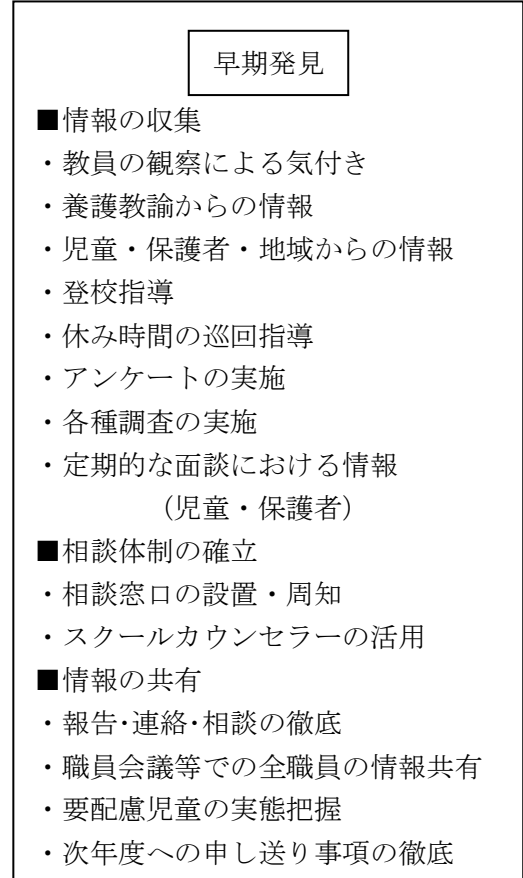 早期発見
■情報の収集
・教員の観察による気付き
・養護教諭からの情報
・児童・保護者・地域からの情報
・登校指導
・休み時間の巡回指導
・アンケートの実施
・各種調査の実施
・定期的な面談における情報
（児童・保護者）
■相談体制の確立
・相談窓口の設置・周知
・スクールカウンセラーの活用
■情報の共有
・報告･連絡･相談の徹底
・職員会議等での全職員の情報共有
・要配慮児童の実態把握
・次年度への申し送り事項の徹底